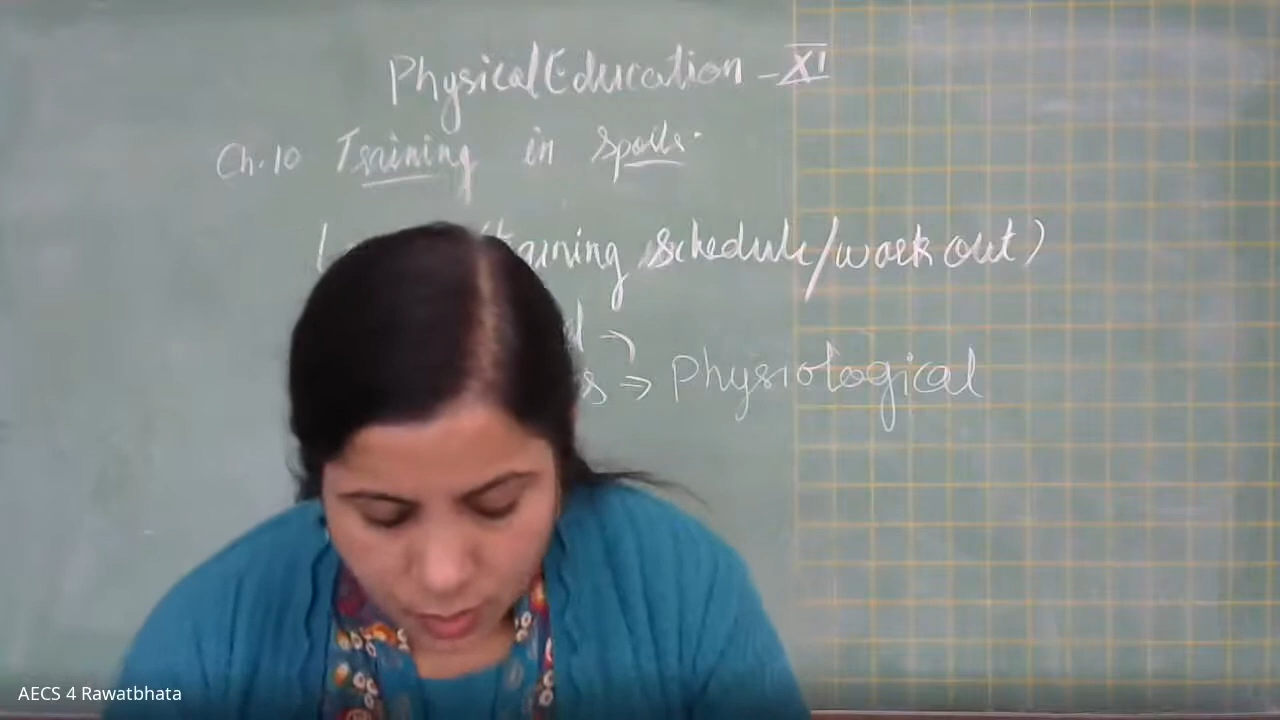 Physical Education - XI
Ch.10 Training in Sports.
(Training Schedule/work out)
⇒ Physiological
AECS 4 Rawatbhata